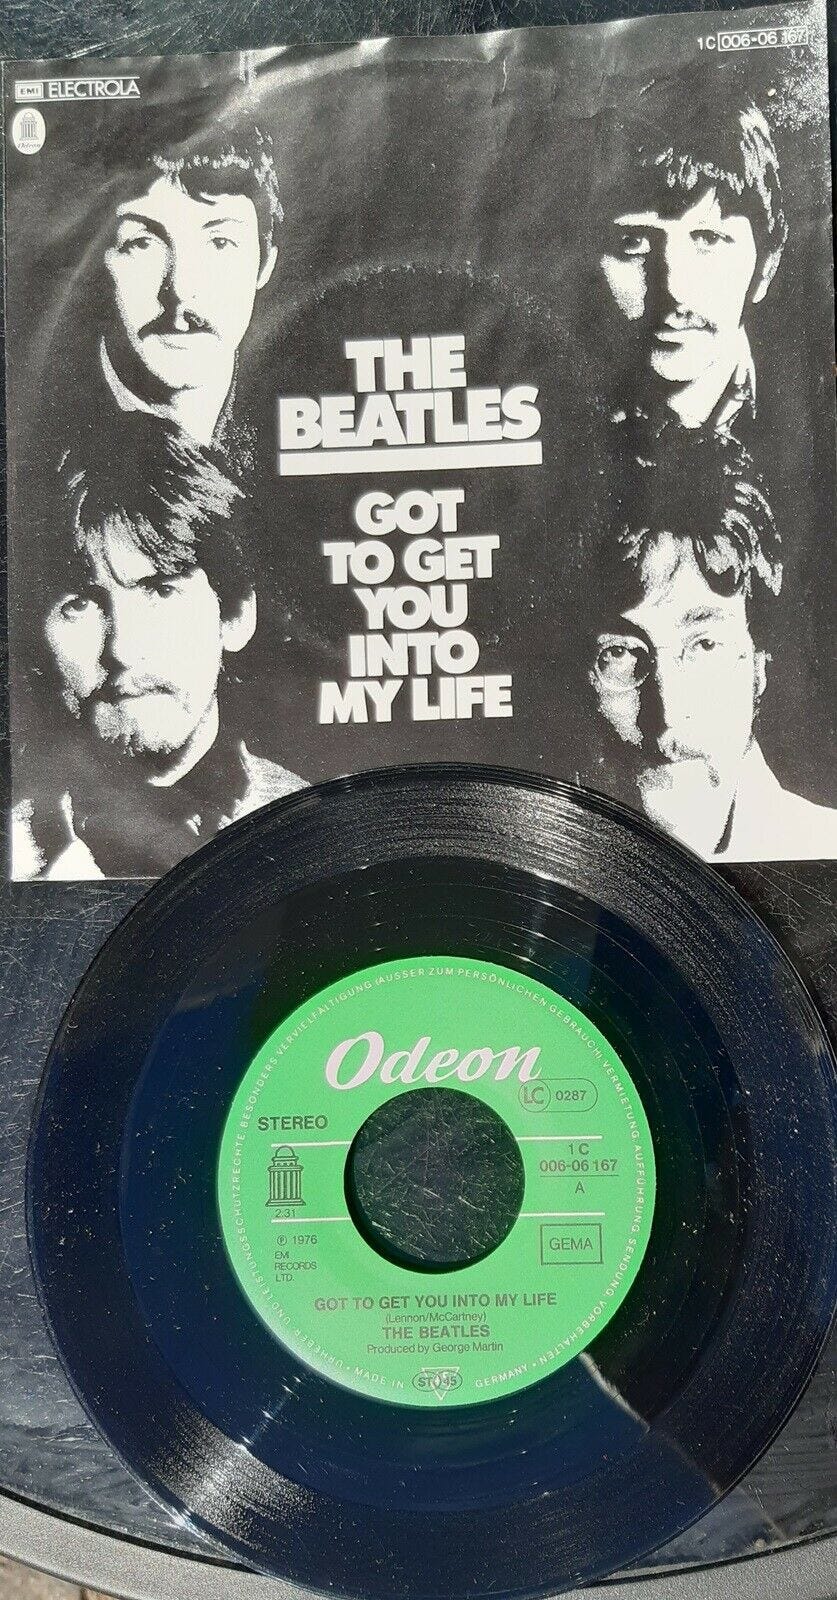 EMI ELECTROLA
Odeon
1C 006-06 167
THE
BEATLES
GOT
TO GET
YOU
INTO
MY LIFE
URHEBER- UND LEISTUNGSSCHUTZRECHTE, BESONDERS VERVIELFÄLTIGUNG (AUSSER ZUM PERSÖNLICHEN GEBRAUCH), VERMIETUNG, AUFFÜHRUNG, SENDUNG VORBEHALTEN •
Odeon
LC 0287
STEREO
1 C
006-06 167
A
2.31
GEMA
℗ 1976
EMI
RECORDS
LTD.
GOT TO GET YOU INTO MY LIFE
(Lennon/McCartney)
THE BEATLES
Produced by George Martin
• MADE IN
ST 45
GERMANY •